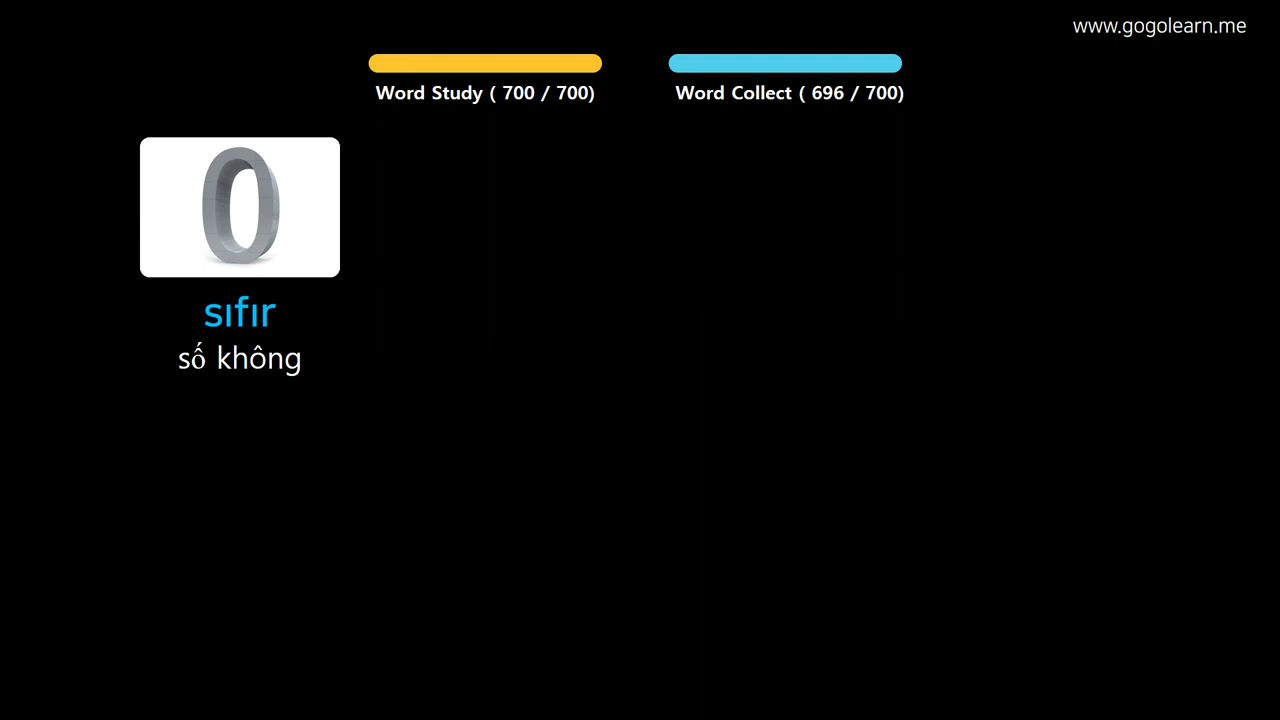 www.gogolearn.me
Word Study ( 700 / 700)
Word Collect ( 696 / 700)
0
sıfır
số không